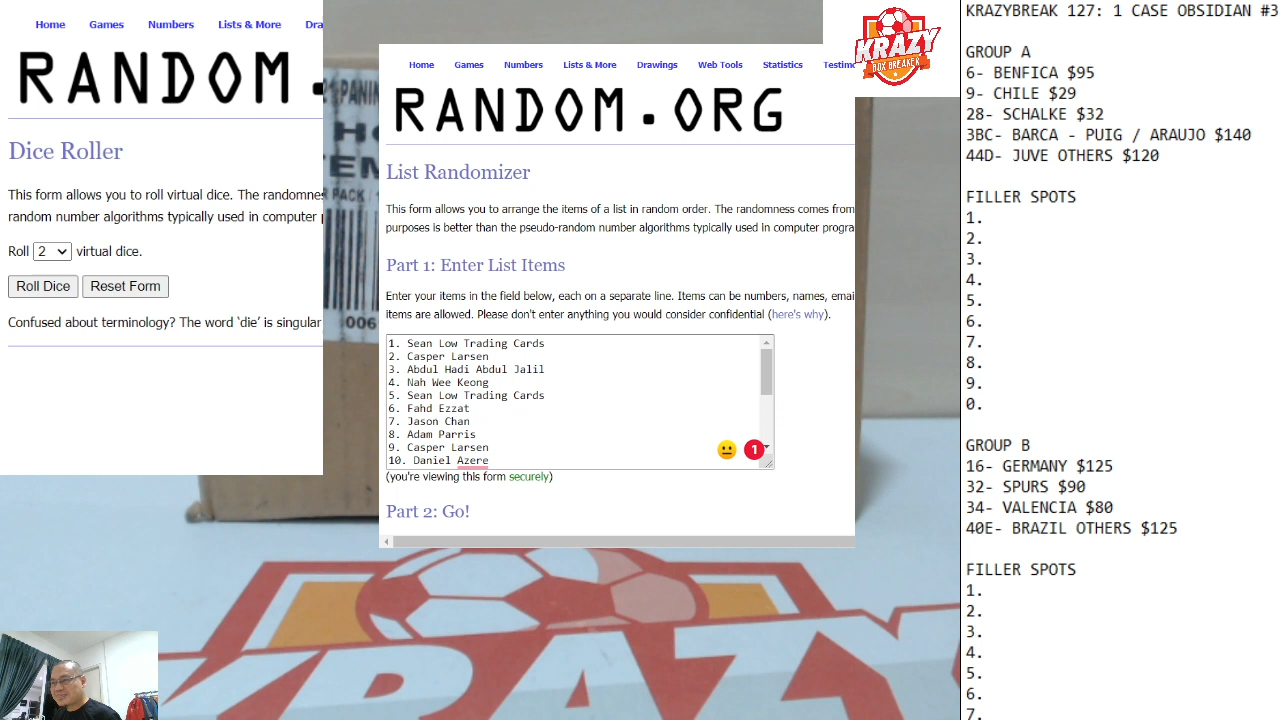 Home Games Numbers Lists & More Dra
RANDOM.
Dice Roller
This form allows you to roll virtual dice. The randomnes
random number algorithms typically used in computer p
Roll 2 virtual dice.
Roll Dice Reset Form
Confused about terminology? The word ‘die’ is singular
PANINI
HO
EM
PACK /
006
Home Games Numbers Lists & More Drawings Web Tools Statistics Testimo
RANDOM.ORG
List Randomizer
This form allows you to arrange the items of a list in random order. The randomness comes from
purposes is better than the pseudo-random number algorithms typically used in computer progra
Part 1: Enter List Items
Enter your items in the field below, each on a separate line. Items can be numbers, names, emai
items are allowed. Please don't enter anything you would consider confidential (here's why).
1. Sean Low Trading Cards
2. Casper Larsen
3. Abdul Hadi Abdul Jalil
4. Nah Wee Keong
5. Sean Low Trading Cards
6. Fahd Ezzat
7. Jason Chan
8. Adam Parris
9. Casper Larsen
10. Daniel Azere
1
(you're viewing this form securely)
Part 2: Go!
KRAZY
BOX BREAKER
KRAZY
KRAZYBREAK 127: 1 CASE OBSIDIAN #3
GROUP A
6- BENFICA $95
9- CHILE $29
28- SCHALKE $32
3BC- BARCA - PUIG / ARAUJO $140
44D- JUVE OTHERS $120
FILLER SPOTS
1.
2.
3.
4.
5.
6.
7.
8.
9.
0.
GROUP B
16- GERMANY $125
32- SPURS $90
34- VALENCIA $80
40E- BRAZIL OTHERS $125
FILLER SPOTS
1.
2.
3.
4.
5.
6.
7.